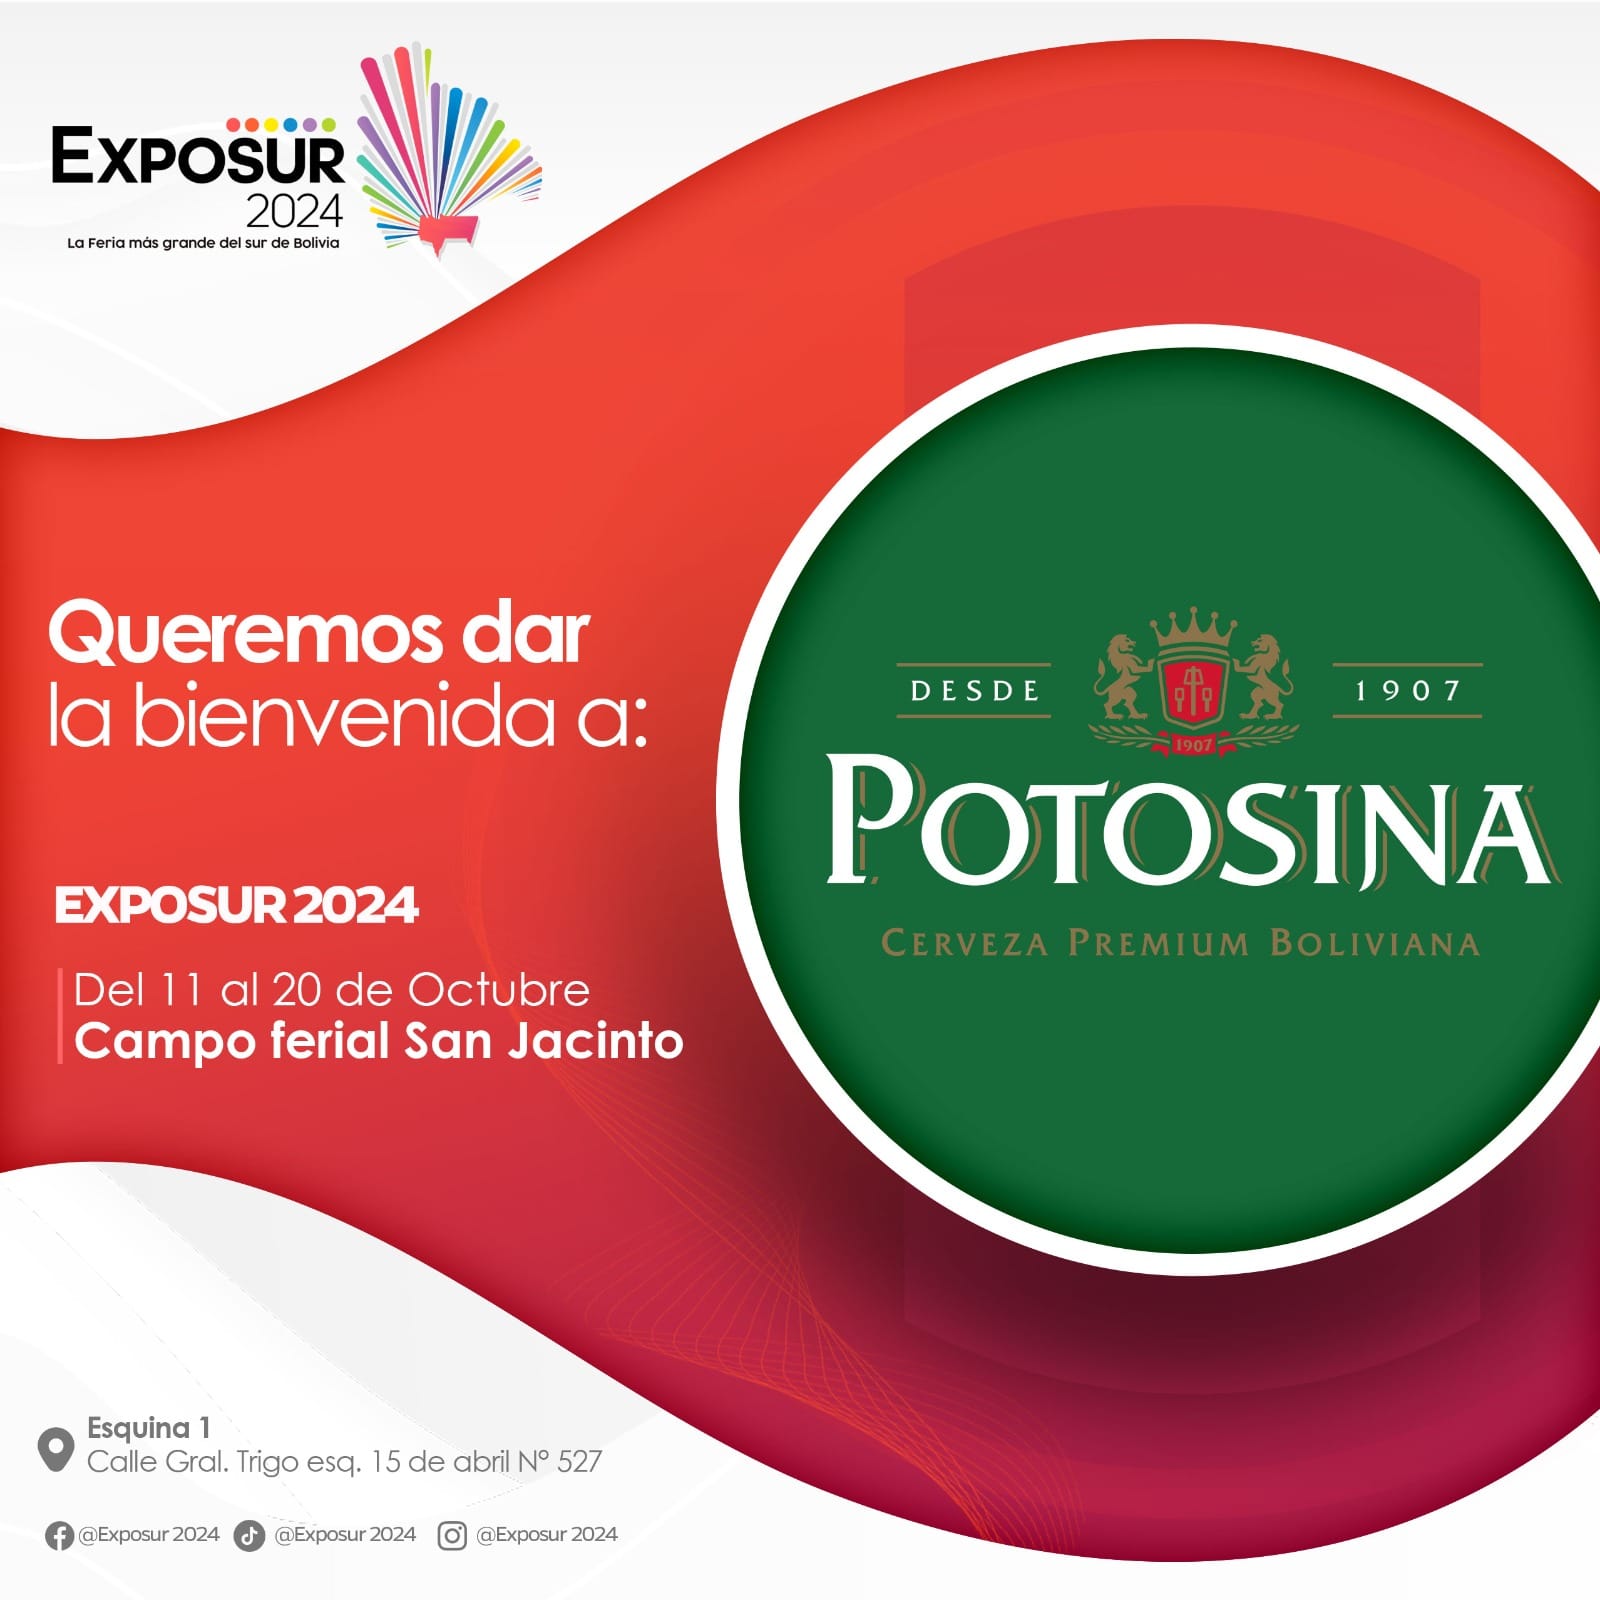 EXPOSUR
2024
La Feria más grande del sur de Bolivia
Queremos dar
la bienvenida a:
EXPOSUR 2024
Del 11 al 20 de Octubre
Campo ferial San Jacinto
DESDE 1907
1907
POTOSINA
CERVEZA PREMIUM BOLIVIANA
Esquina 1
Calle Gral. Trigo esq. 15 de abril N° 527
@Exposur 2024 @Exposur 2024 @Exposur 2024